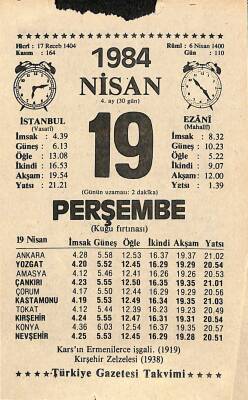 Hicrî : 17 Receb 1404
Kasım : 164
1984
NİSAN
4. ay (30 gün)
Rûmî : 6 Nisan 1400
Gün : 110
İSTANBUL
(Vasatî)
İmsak : 4.39
Güneş : 6.13
Öğle : 13.08
İkindi : 16.53
Akşam : 19.54
Yatsı : 21.21
19
EZÂNÎ
(Mahallî)
İmsak : 8.32
Güneş : 10.23
Öğle : 5.22
İkindi : 9.07
Akşam : 12.00
Yatsı : 1.39
(Günün uzaması: 2 dakika)
PERŞEMBE
(Kuğu fırtınası)
19 Nisan İmsak Güneş Öğle İkindi Akşam Yatsı
ANKARA 4.28 5.58 12.53 16.37 19.37 21.02
YOZGAT 4.20 5.52 12.45 16.29 19.29 20.54
AMASYA 4.12 5.46 12.41 16.26 19.26 20.53
ÇANKIRI 4.23 5.55 12.50 16.35 19.35 21.01
ÇORUM 4.17 5.50 12.44 16.29 19.29 20.56
KASTAMONU 4.19 5.53 12.49 16.34 19.35 21.03
TOKAT 4.12 5.44 12.39 16.23 19.23 20.49
KIRŞEHİR 4.24 5.55 12.47 16.31 19.31 20.54
KONYA 4.36 6.03 12.54 16.37 19.35 20.57
NEVŞEHİR 4.25 5.53 12.45 16.29 19.28 20.51
Kars'ın Ermenilerce işgali. (1919)
Kırşehir Zelzelesi (1938)
Türkiye Gazetesi Takvimi